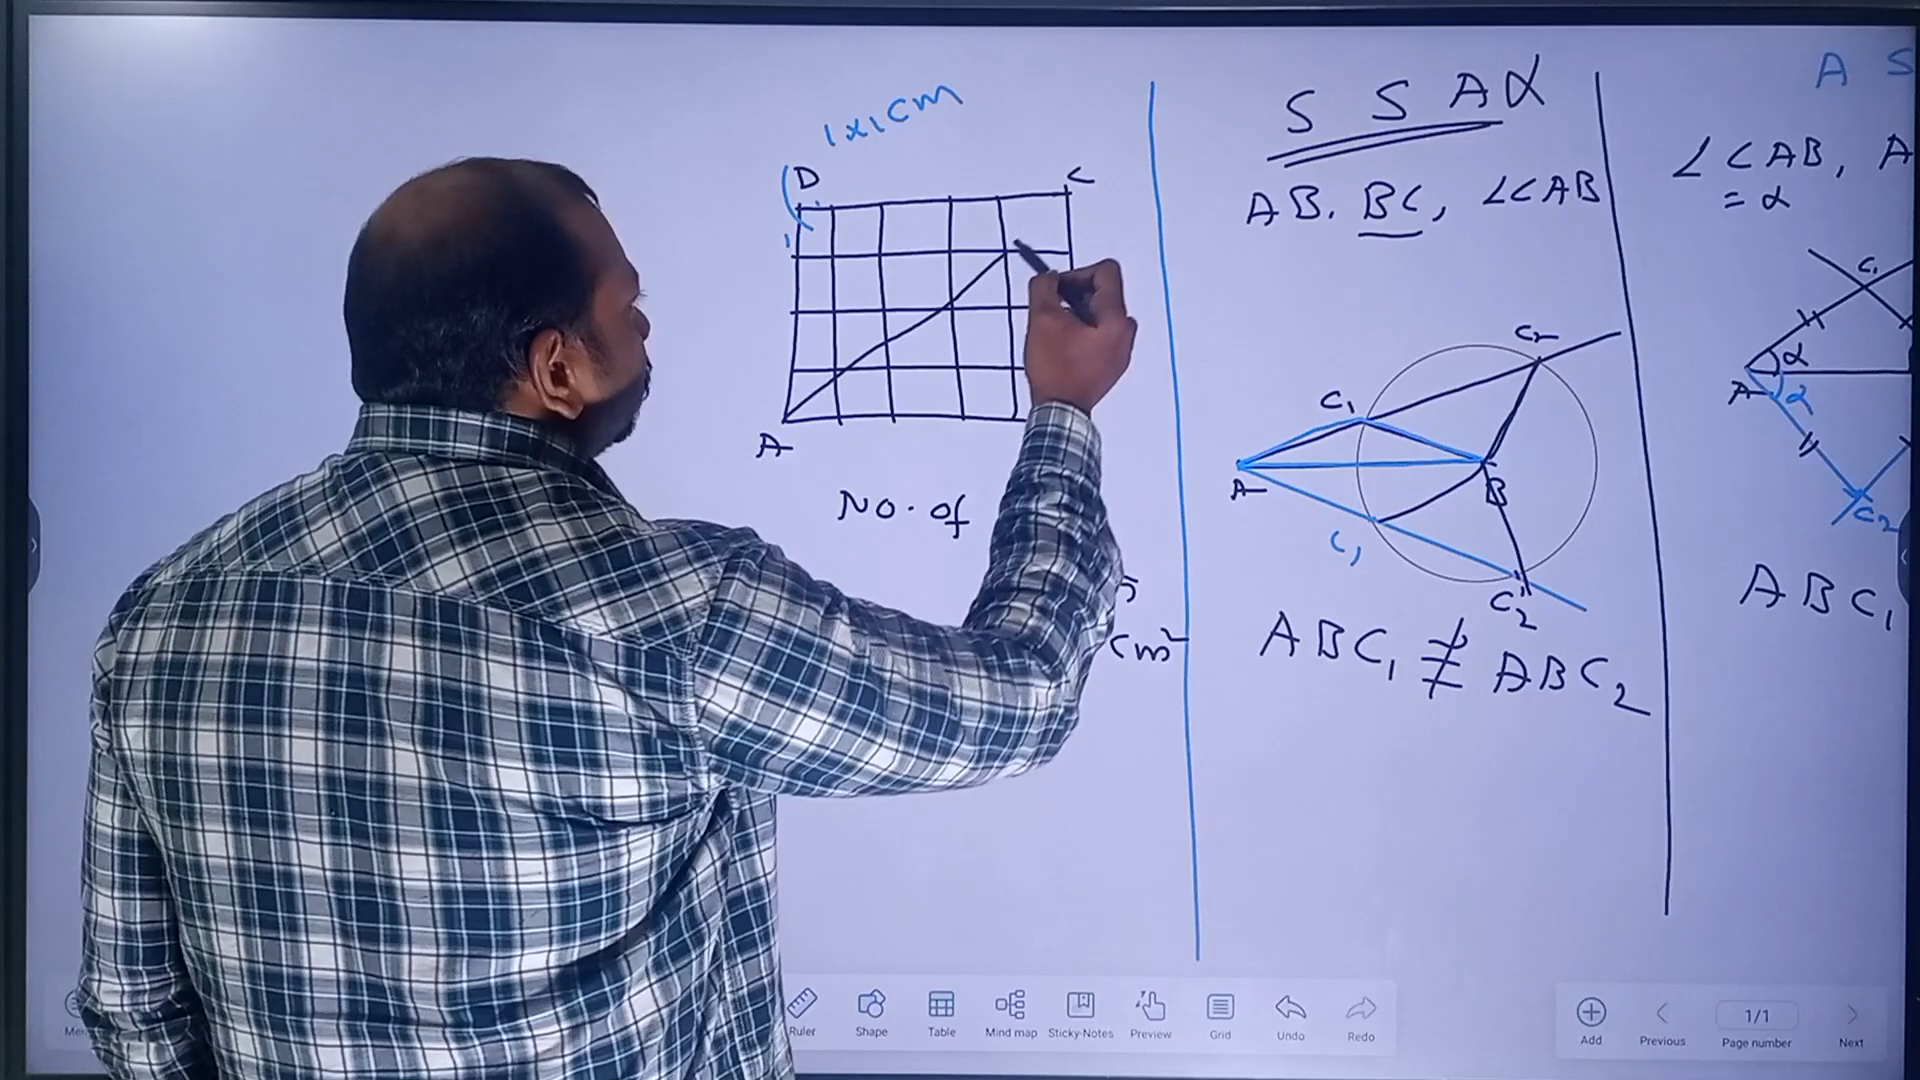 1x1cm
D
C
A
No. of
cm²
S S A α
AB. BC, ∠CAB
C₂
C₁
A
B
C₁
C₂'
ABC₁ ≇ ABC₂
A S
∠CAB, A
= α
C₁
α
A
α
C₂
ABC₁
Ruler
Shape
Table
Mind map
Sticky-Notes
Preview
Grid
Undo
Redo
Add
Previous
1/1
Page number
Next